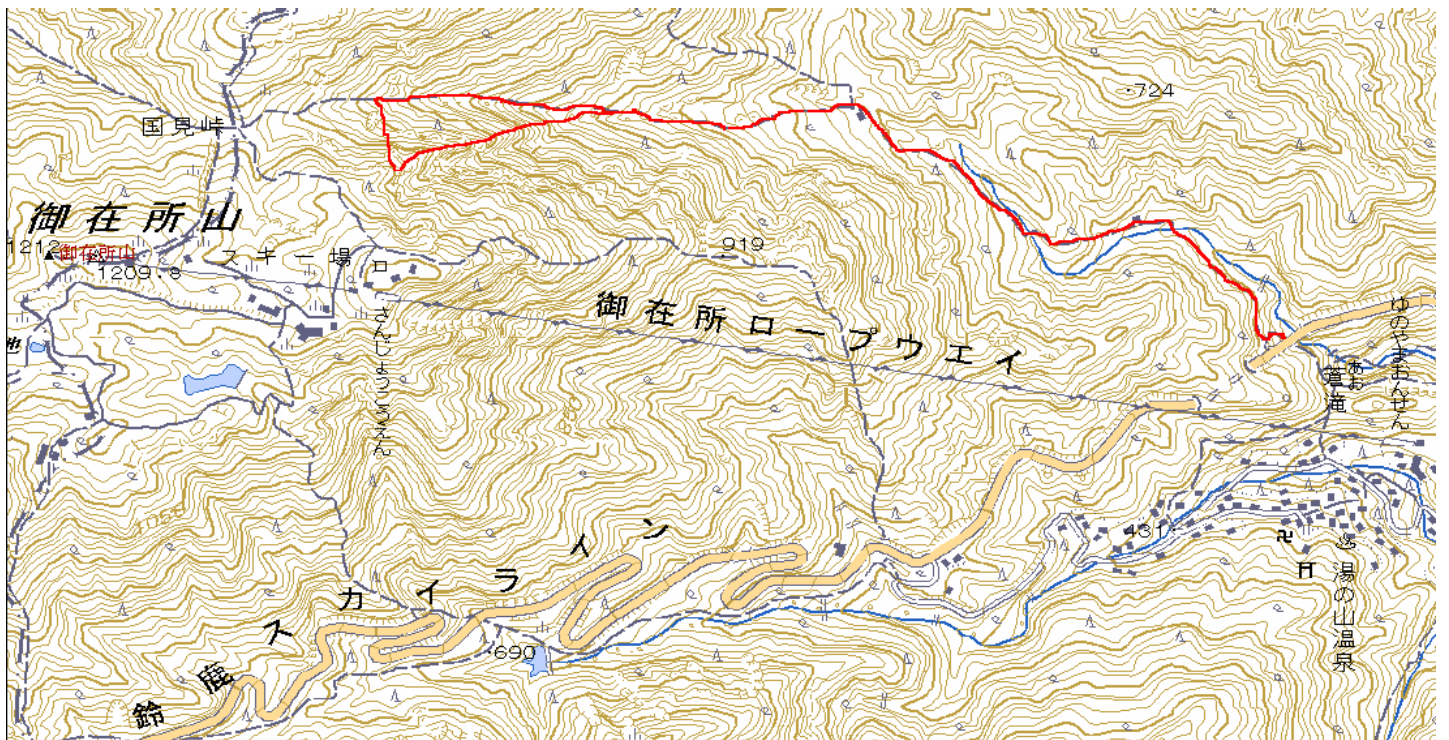 724
国見峠
御在所山
1212
御在所山
1209.8
スキー場
919
御在所ロープウエイ
さんじょうこうえん
ゆのやまおんせん
あお
蒼滝
池
431
湯の山温泉
鈴鹿スカイライン
690